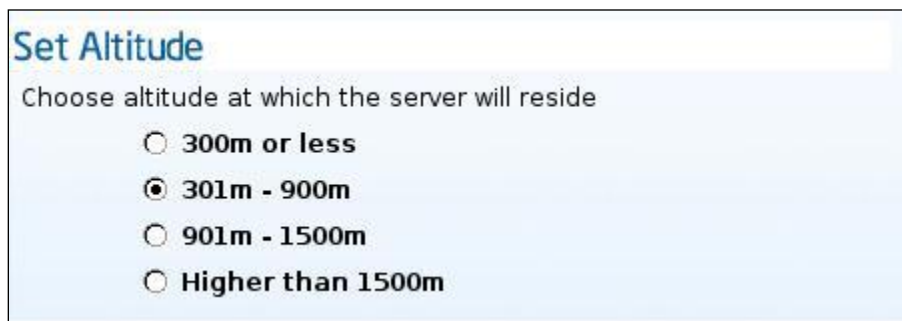 Set Altitude
Choose altitude at which the server will reside
300m or less
301m - 900m
901m - 1500m
Higher than 1500m